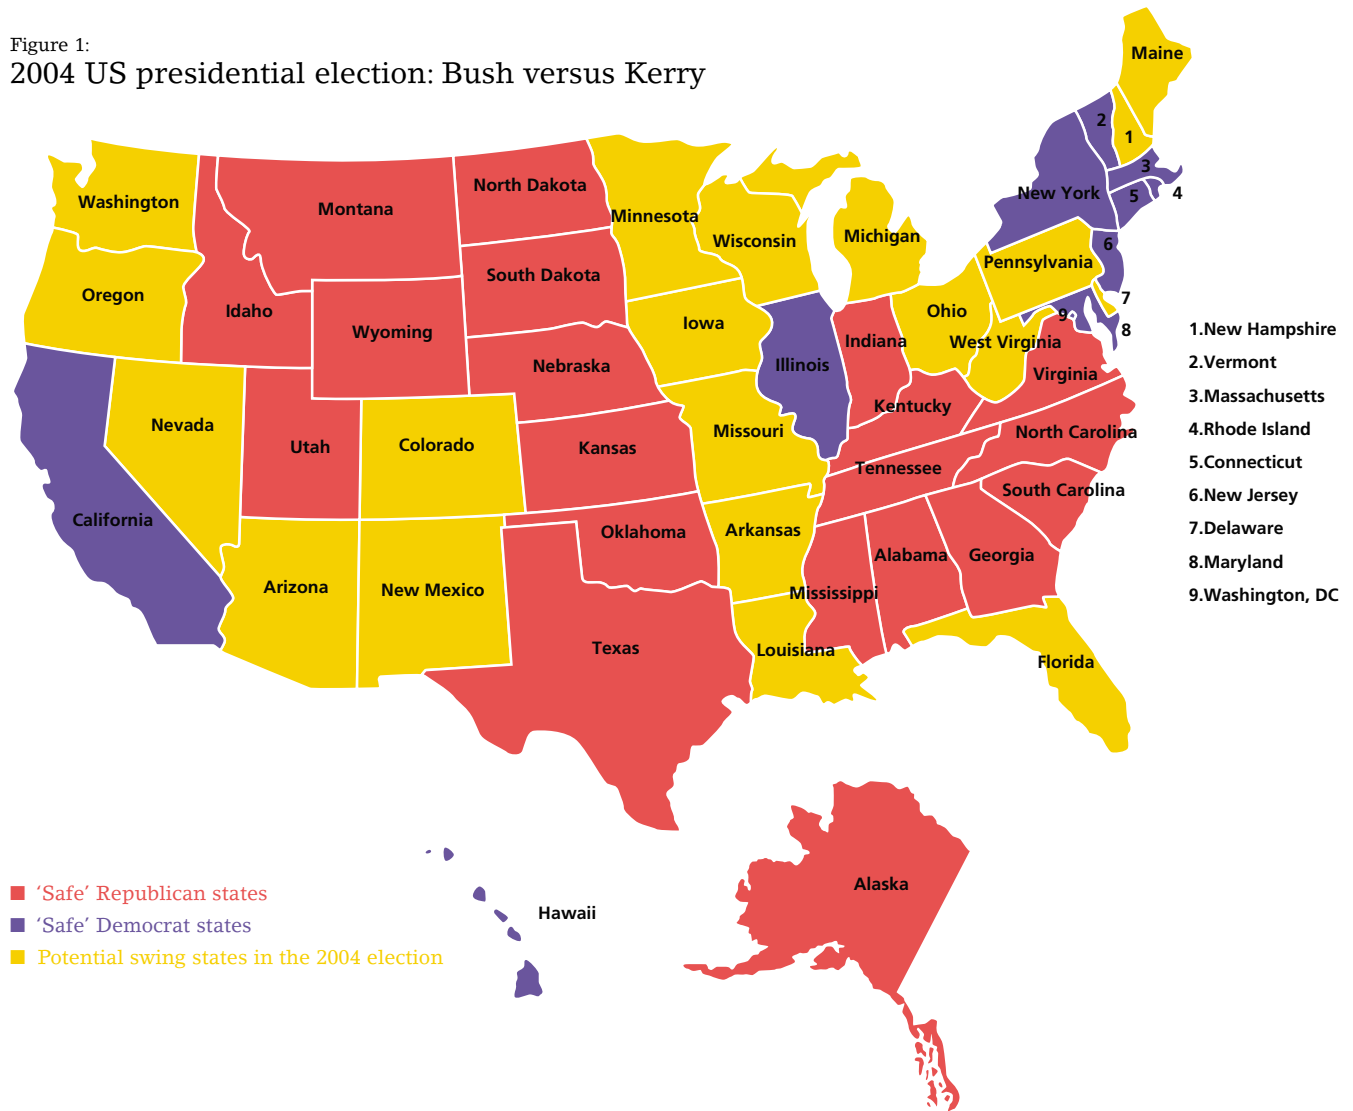 Figure 1:
2004 US presidential election: Bush versus Kerry
Maine
2
1
3
4
5
New York
6
7
8
9
Washington
Montana
North Dakota
Minnesota
Wisconsin
Michigan
Pennsylvania
Oregon
Idaho
South Dakota
Wyoming
Iowa
Ohio
West Virginia
Indiana
Illinois
Nebraska
Virginia
Kentucky
Nevada
Utah
Colorado
Kansas
Missouri
North Carolina
Tennessee
South Carolina
California
Oklahoma
Arkansas
Alabama
Georgia
Arizona
New Mexico
Mississippi
Texas
Louisiana
Florida
1.New Hampshire
2.Vermont
3.Massachusetts
4.Rhode Island
5.Connecticut
6.New Jersey
7.Delaware
8.Maryland
9.Washington, DC
Alaska
Hawaii
‘Safe’ Republican states
‘Safe’ Democrat states
Potential swing states in the 2004 election